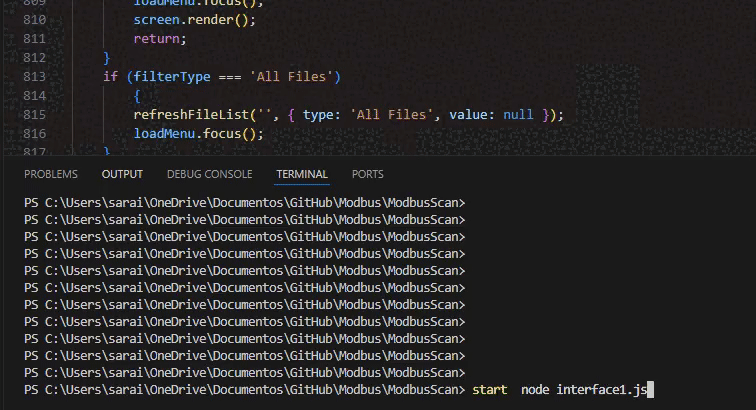 809 loadMenu.focus();
810 screen.render();
811 return;
812 }
813 if (filterType === 'All Files')
814 {
815 refreshFileList('', { type: 'All Files', value: null });
816 loadMenu.focus();
817 }
PROBLEMS OUTPUT DEBUG CONSOLE TERMINAL PORTS
PS C:\Users\sarai\OneDrive\Documentos\GitHub\Modbus\ModbusScan>
PS C:\Users\sarai\OneDrive\Documentos\GitHub\Modbus\ModbusScan>
PS C:\Users\sarai\OneDrive\Documentos\GitHub\Modbus\ModbusScan>
PS C:\Users\sarai\OneDrive\Documentos\GitHub\Modbus\ModbusScan>
PS C:\Users\sarai\OneDrive\Documentos\GitHub\Modbus\ModbusScan>
PS C:\Users\sarai\OneDrive\Documentos\GitHub\Modbus\ModbusScan>
PS C:\Users\sarai\OneDrive\Documentos\GitHub\Modbus\ModbusScan>
PS C:\Users\sarai\OneDrive\Documentos\GitHub\Modbus\ModbusScan>
PS C:\Users\sarai\OneDrive\Documentos\GitHub\Modbus\ModbusScan>
PS C:\Users\sarai\OneDrive\Documentos\GitHub\Modbus\ModbusScan>
PS C:\Users\sarai\OneDrive\Documentos\GitHub\Modbus\ModbusScan>
PS C:\Users\sarai\OneDrive\Documentos\GitHub\Modbus\ModbusScan> start  node interface1.js